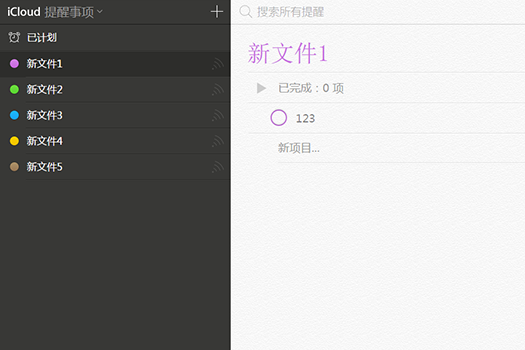 iCloud 提醒事项
已计划
新文件1
新文件2
新文件3
新文件4
新文件5
搜索所有提醒
新文件1
已完成：0 项
123
新项目...